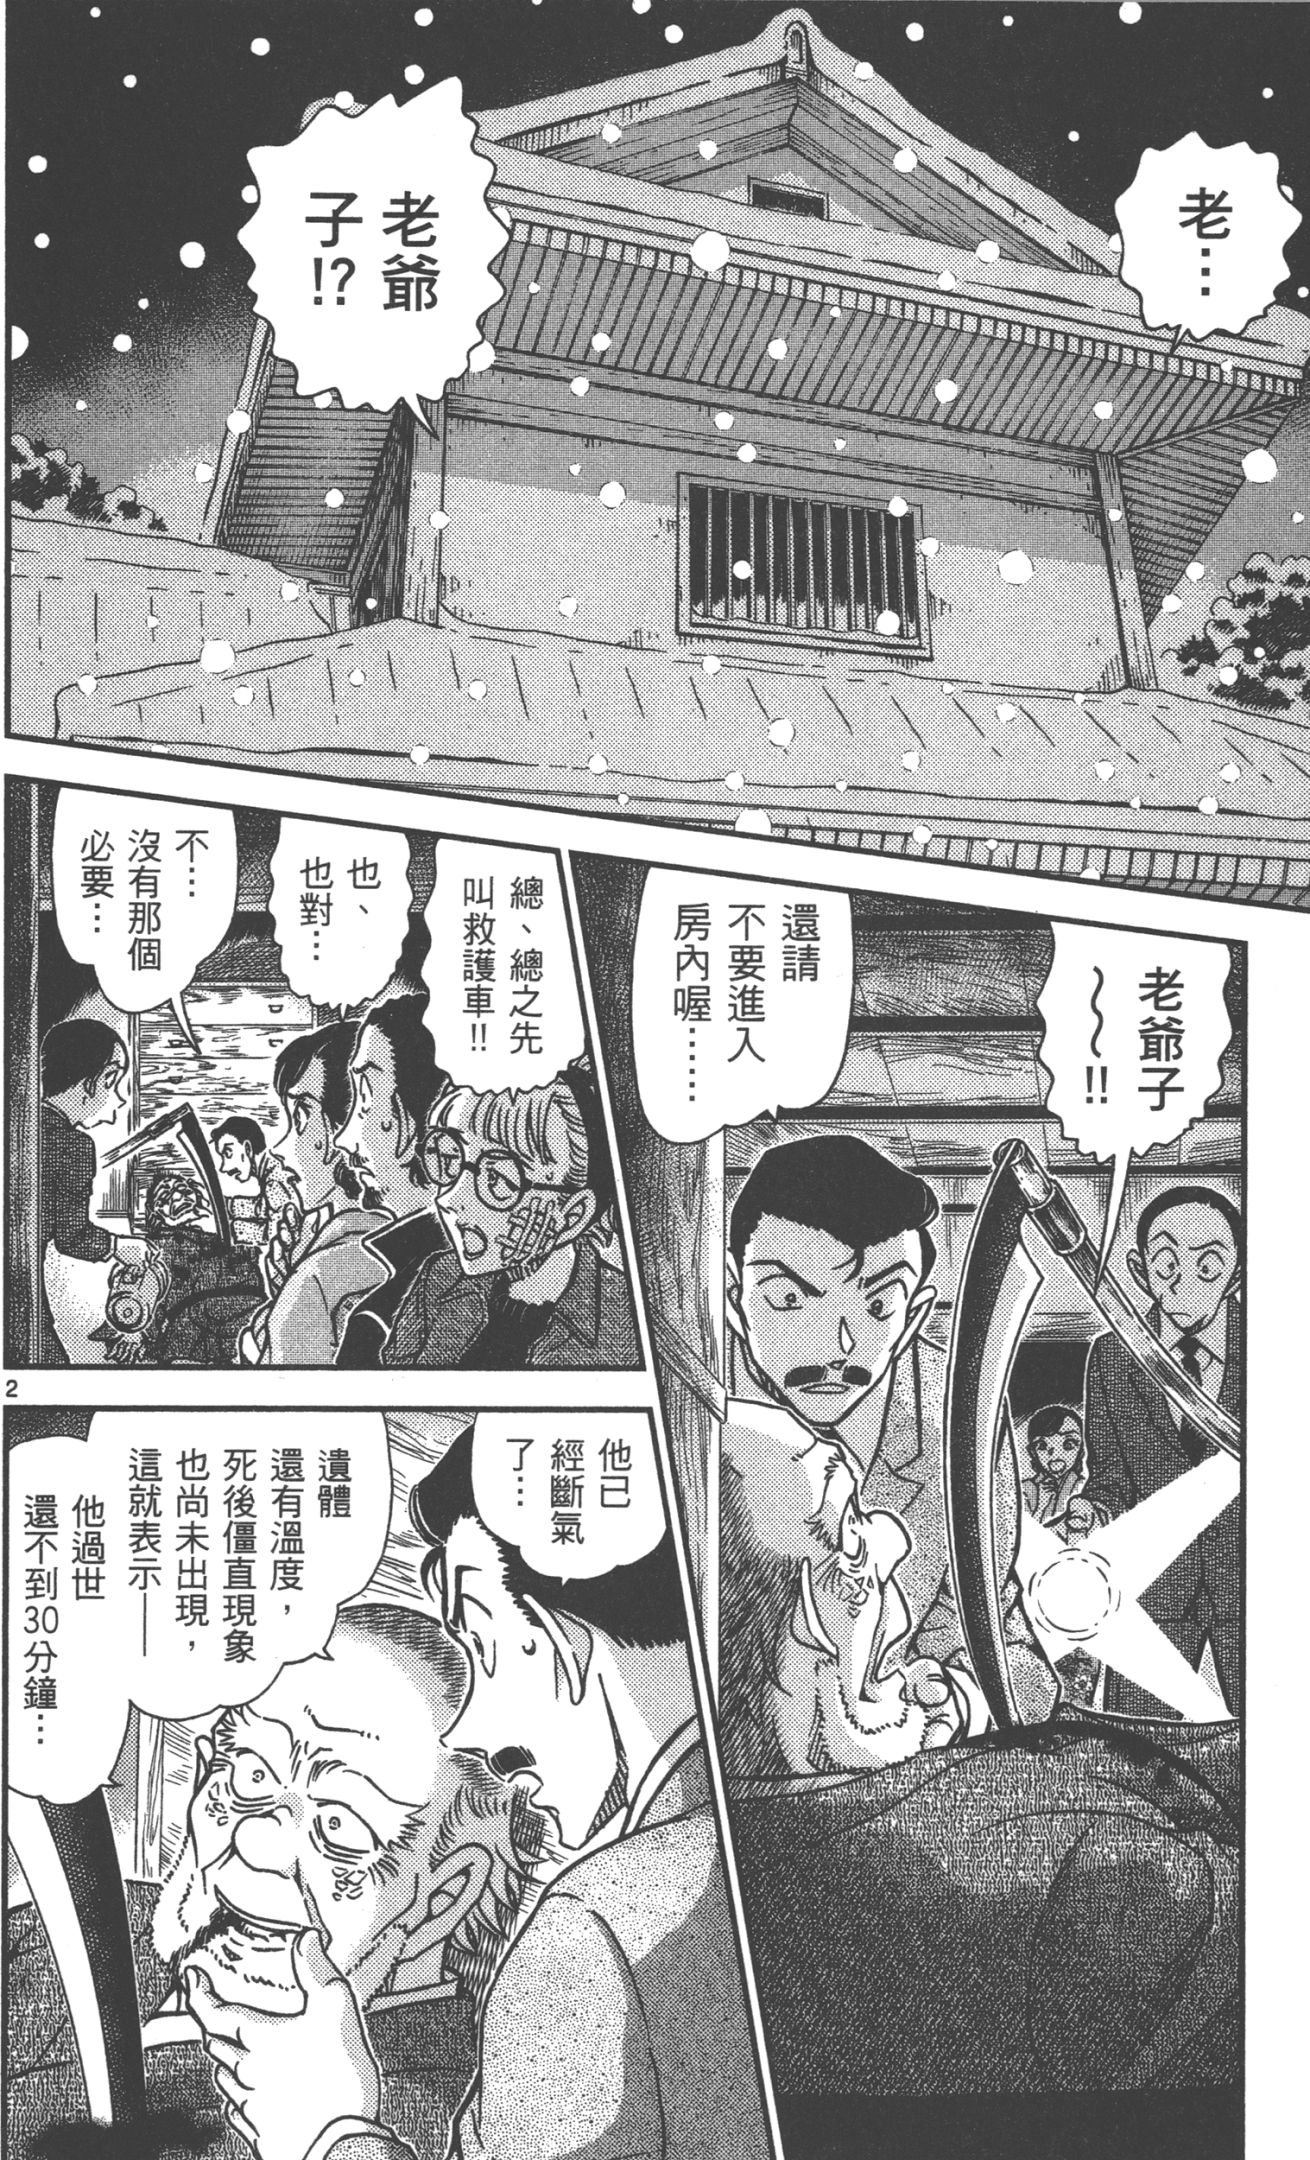 老…
老爺
子!?
老爺子
～～!!
還請
不要進入
房內喔……
總、總之先
叫救護車!!
也、
也對…
不…
沒有那個
必要…
2
他已
經斷氣
了…
遺體
還有溫度，
死後僵直現象
也尚未出現，
這就表示——
他過世
還不到30分鐘…